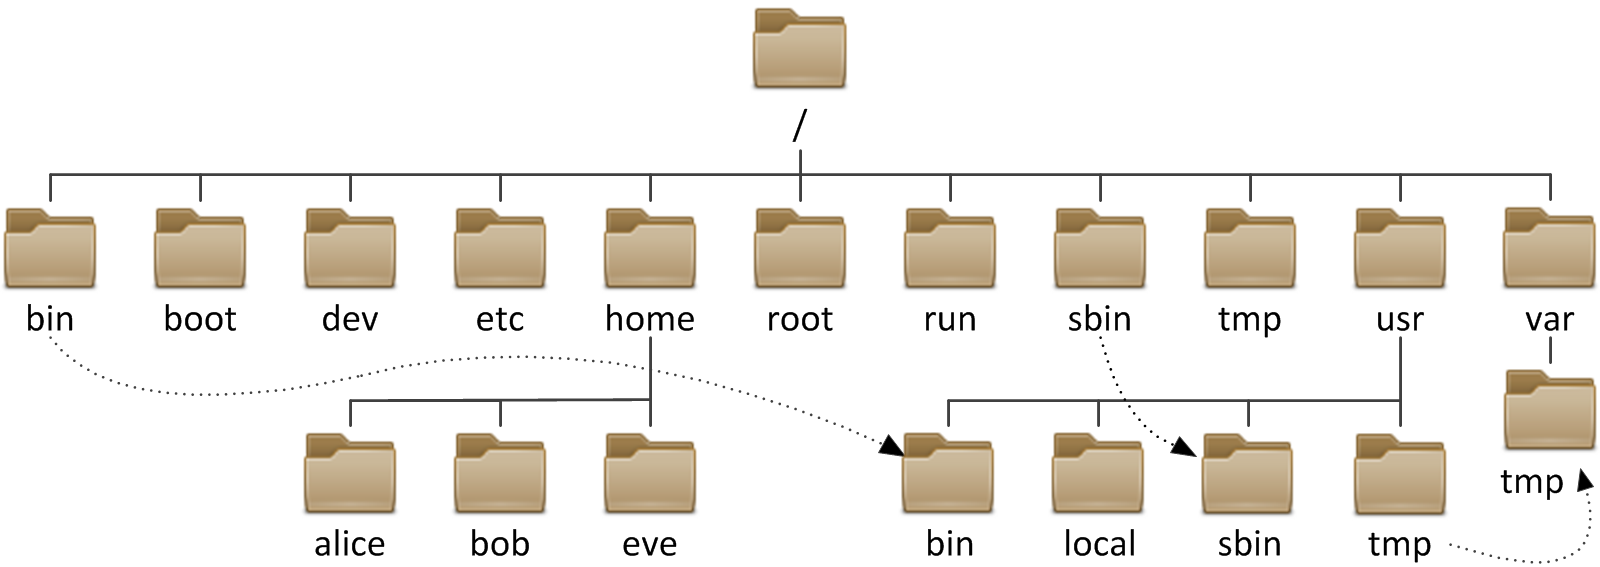 /
bin boot dev etc home root run sbin tmp usr var
tmp
alice bob eve bin local sbin tmp